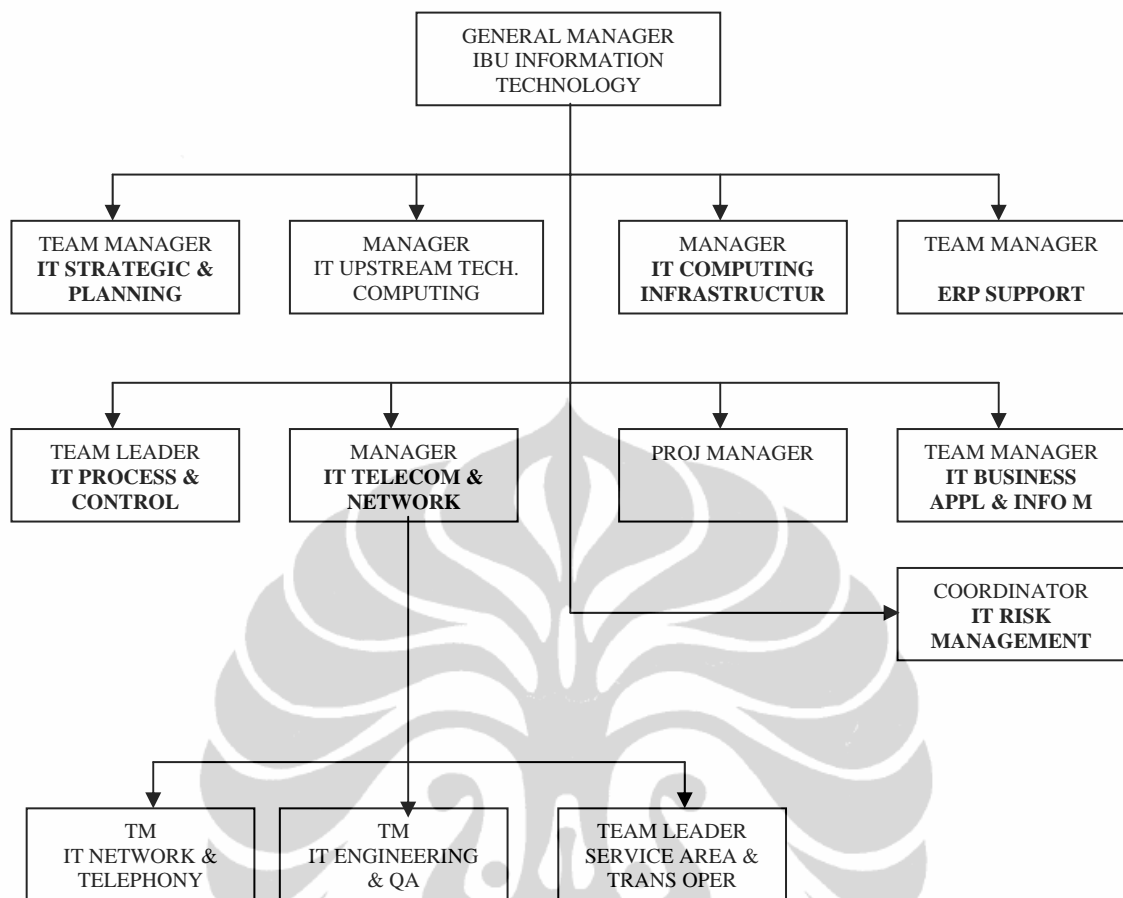 GENERAL MANAGER
IBU INFORMATION
TECHNOLOGY
TEAM MANAGER
IT STRATEGIC &
PLANNING
MANAGER
IT UPSTREAM TECH.
COMPUTING
MANAGER
IT COMPUTING
INFRASTRUCTUR
TEAM MANAGER
ERP SUPPORT
TEAM LEADER
IT PROCESS &
CONTROL
MANAGER
IT TELECOM &
NETWORK
PROJ MANAGER
TEAM MANAGER
IT BUSINESS
APPL & INFO M
COORDINATOR
IT RISK
MANAGEMENT
TM
IT NETWORK &
TELEPHONY
TM
IT ENGINEERING
& QA
TEAM LEADER
SERVICE AREA &
TRANS OPER